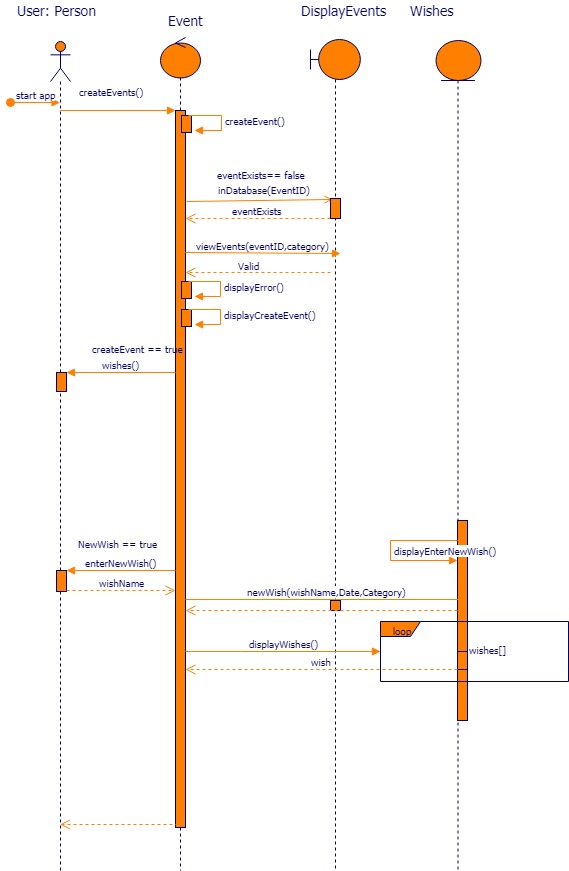 User: Person
Event
DisplayEvents
Wishes
start app
createEvents()
createEvent()
eventExists== false
inDatabase(EventID)
eventExists
viewEvents(eventID,category)
Valid
displayError()
displayCreateEvent()
createEvent == true
wishes()
NewWish == true
displayEnterNewWish()
enterNewWish()
wishName
newWish(wishName,Date,Category)
loop
displayWishes()
wishes[]
wish